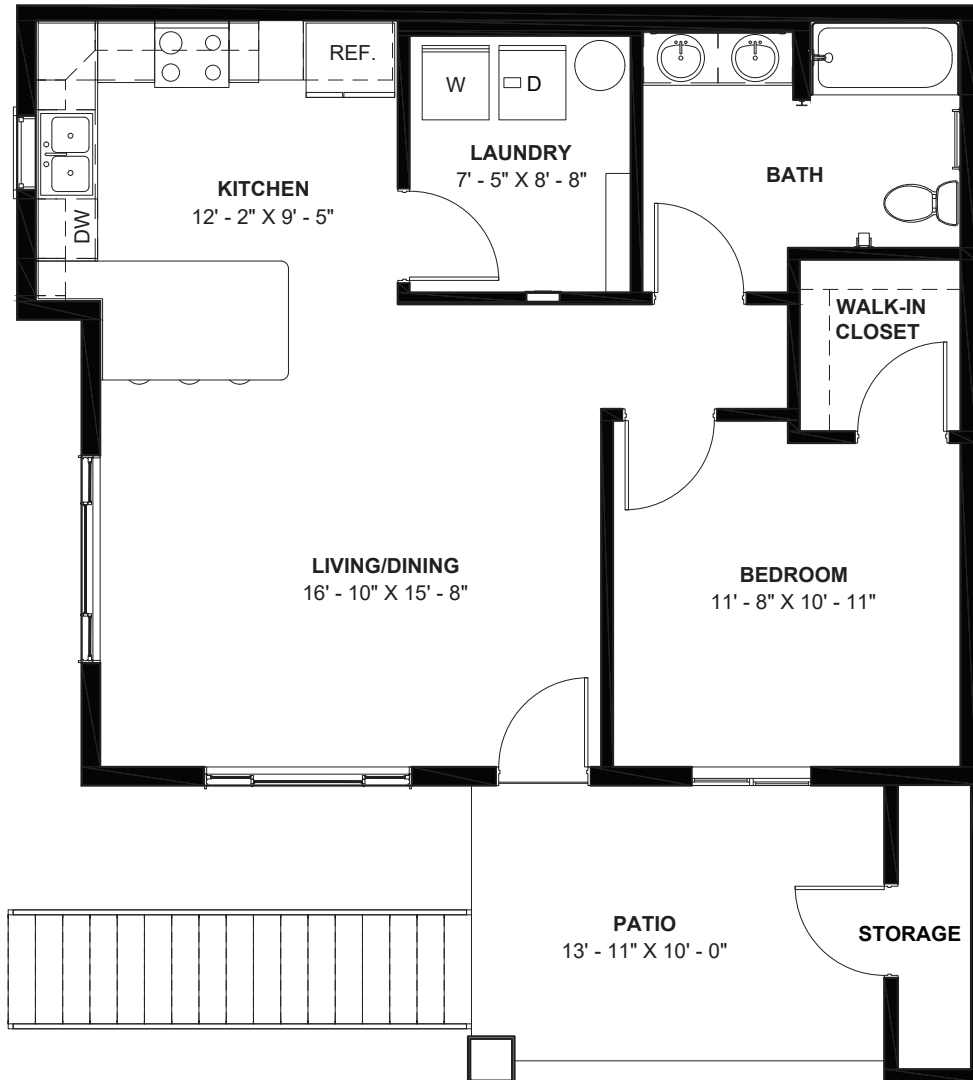 REF.
W
D
LAUNDRY
7' - 5" X 8' - 8"
KITCHEN
12' - 2" X 9' - 5"
BATH
DW
WALK-IN
CLOSET
LIVING/DINING
16' - 10" X 15' - 8"
BEDROOM
11' - 8" X 10' - 11"
PATIO
13' - 11" X 10' - 0"
STORAGE